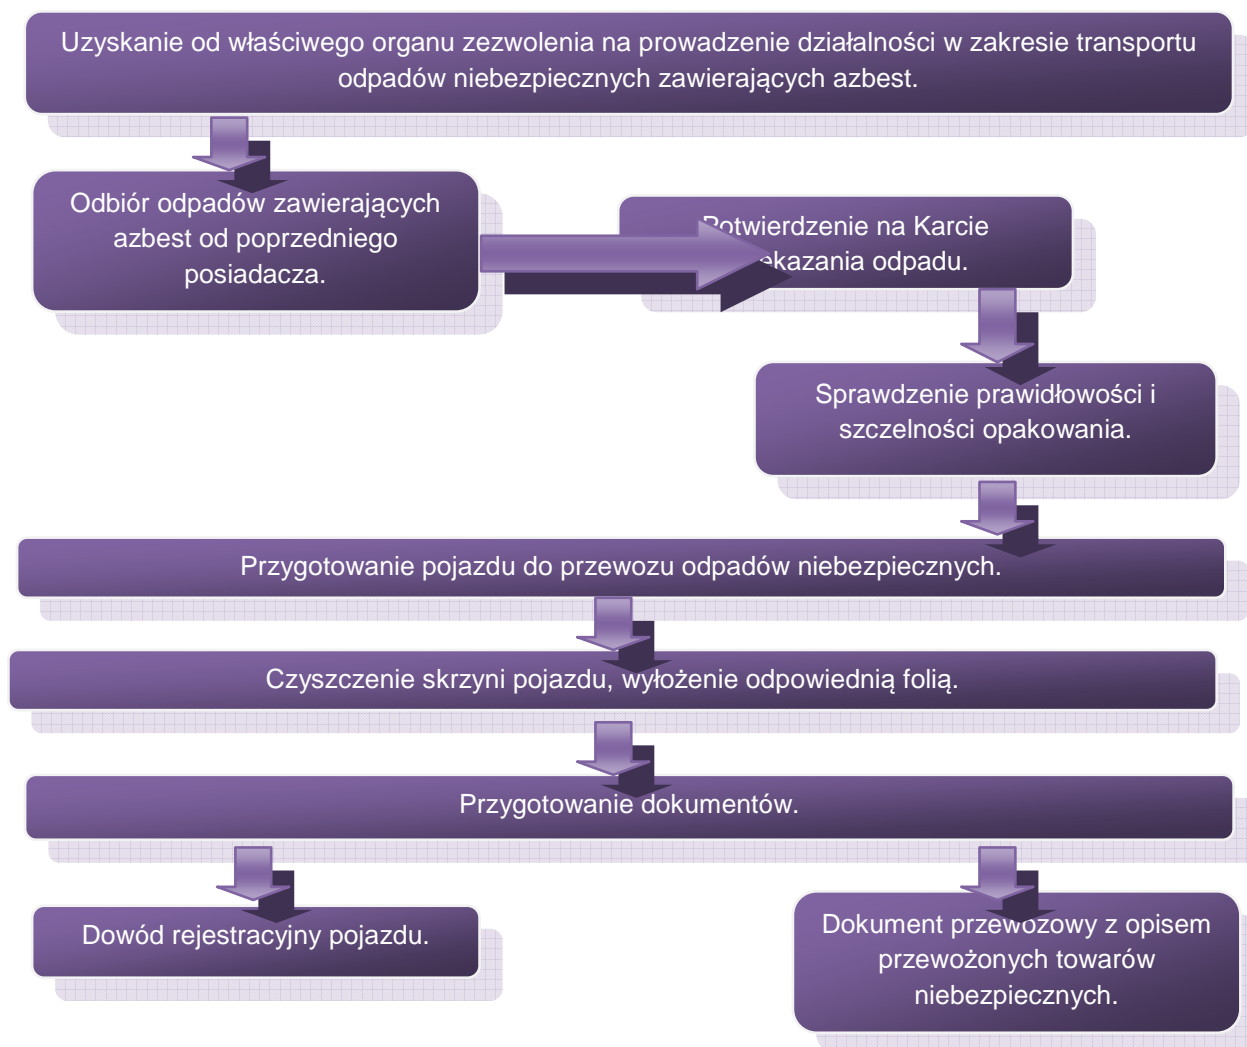 Uzyskanie od właściwego organu zezwolenia na prowadzenie działalności w zakresie transportu
odpadów niebezpiecznych zawierających azbest.
Odbiór odpadów zawierających
azbest od poprzedniego
posiadacza.
Potwierdzenie na Karcie
ekazania odpadu.
Sprawdzenie prawidłowości i
szczelności opakowania.
Przygotowanie pojazdu do przewozu odpadów niebezpiecznych.
Czyszczenie skrzyni pojazdu, wyłożenie odpowiednią folią.
Przygotowanie dokumentów.
Dowód rejestracyjny pojazdu.
Dokument przewozowy z opisem
przewożonych towarów
niebezpiecznych.